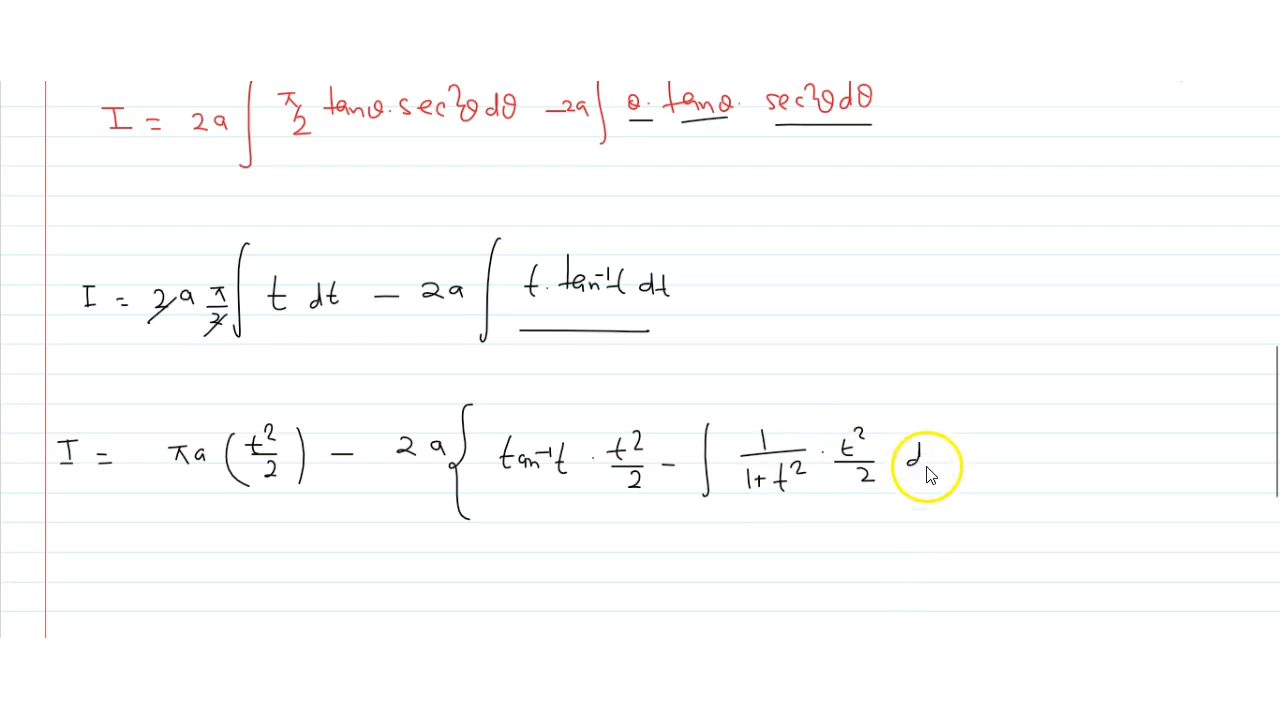 I = 2a ∫ π/2 tanθ. sec²θ dθ – 2a ∫ θ. tanθ. sec²θ dθ
I = 2a π/2 ∫ t dt – 2a ∫ t. tan⁻¹t dt
I = πa (t²/2) – 2a { tan⁻¹t . t²/2 – ∫ 1/1+t² . t²/2 d